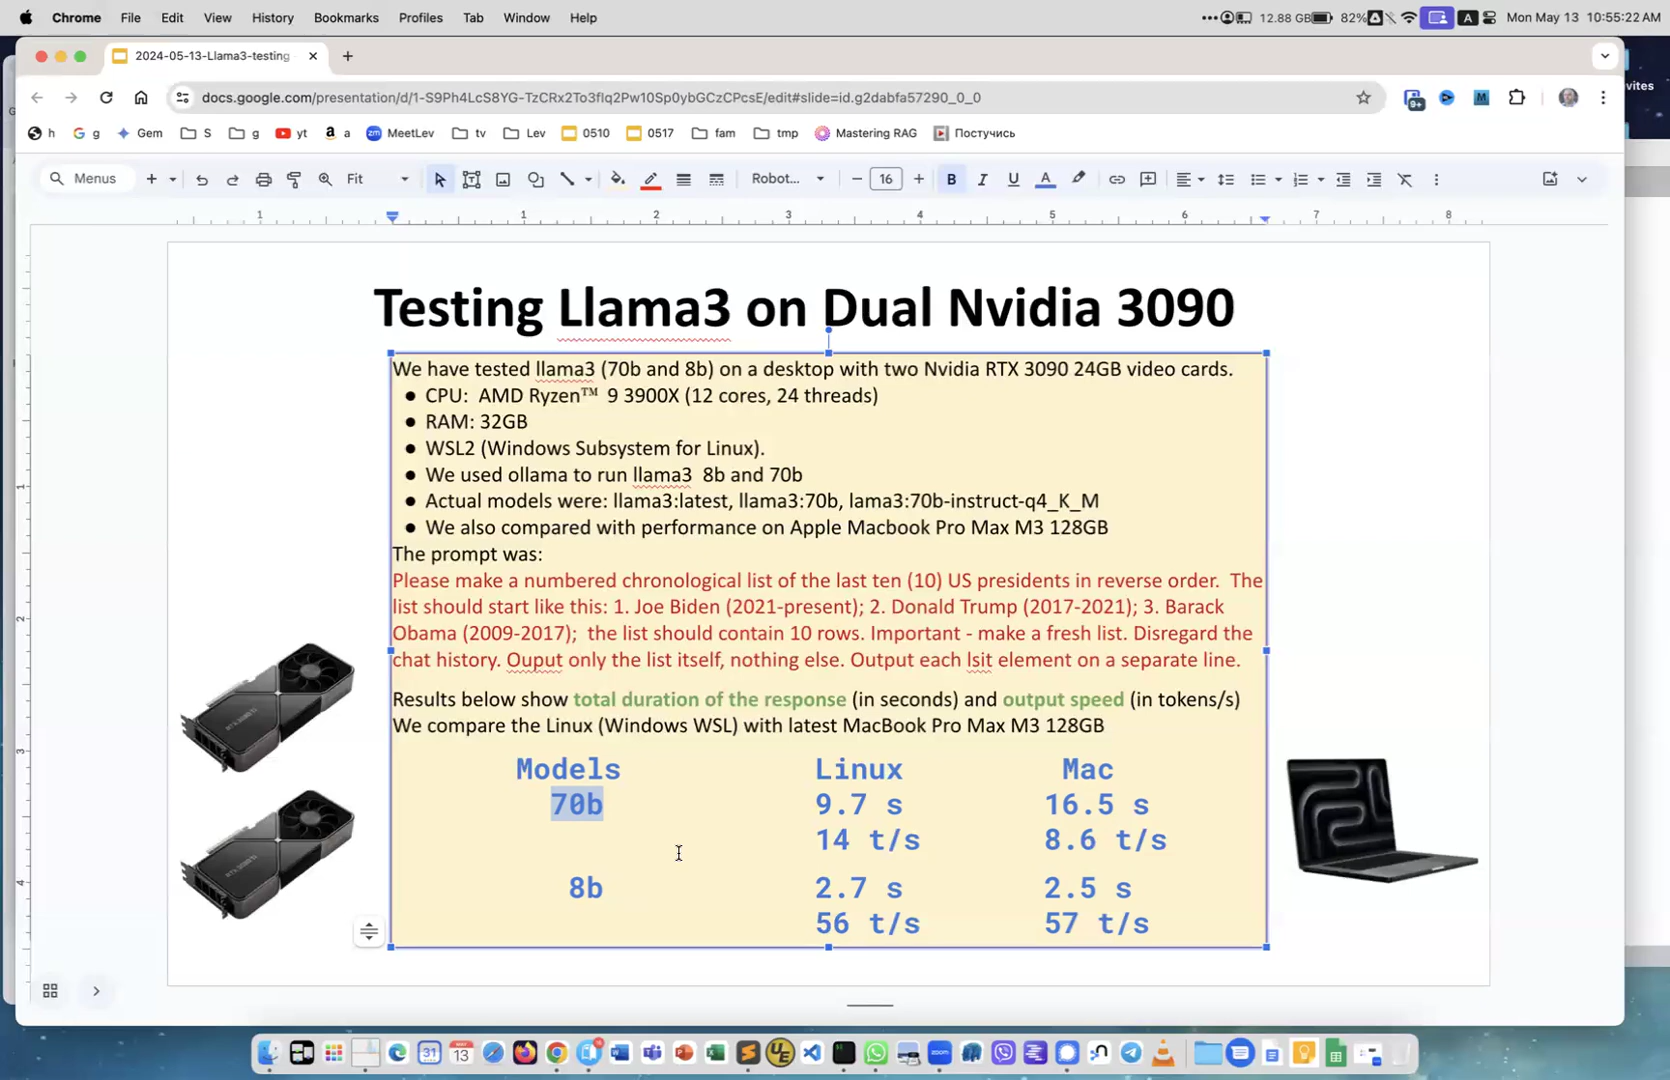 Chrome File Edit View History Bookmarks Profiles Tab Window Help 12.88 GB 82% A Mon May 13 10:55:22 AM
2024-05-13-Llama3-testing
docs.google.com/presentation/d/1-S9Ph4LcS8YG-TzCRx2To3flq2Pw10Sp0ybGCzCPcsE/edit#slide=id.g2dabfa57290_0_0
vites
h g Gem S g yt a MeetLev tv Lev 0510 0517 fam tmp Mastering RAG Постучись
Menus Fit Robot... 16 B I U A
1 1 2 3 4 5 6 7 8
Testing Llama3 on Dual Nvidia 3090
We have tested llama3 (70b and 8b) on a desktop with two Nvidia RTX 3090 24GB video cards.
● CPU: AMD Ryzen™ 9 3900X (12 cores, 24 threads)
● RAM: 32GB
● WSL2 (Windows Subsystem for Linux).
● We used ollama to run llama3 8b and 70b
● Actual models were: llama3:latest, llama3:70b, lama3:70b-instruct-q4_K_M
● We also compared with performance on Apple Macbook Pro Max M3 128GB
The prompt was:
Please make a numbered chronological list of the last ten (10) US presidents in reverse order. The
list should start like this: 1. Joe Biden (2021-present); 2. Donald Trump (2017-2021); 3. Barack
Obama (2009-2017); the list should contain 10 rows. Important - make a fresh list. Disregard the
chat history. Ouput only the list itself, nothing else. Output each lsit element on a separate line.
Results below show total duration of the response (in seconds) and output speed (in tokens/s)
We compare the Linux (Windows WSL) with latest MacBook Pro Max M3 128GB
Models Linux Mac
70b 9.7 s 16.5 s
14 t/s 8.6 t/s
8b 2.7 s 2.5 s
56 t/s 57 t/s